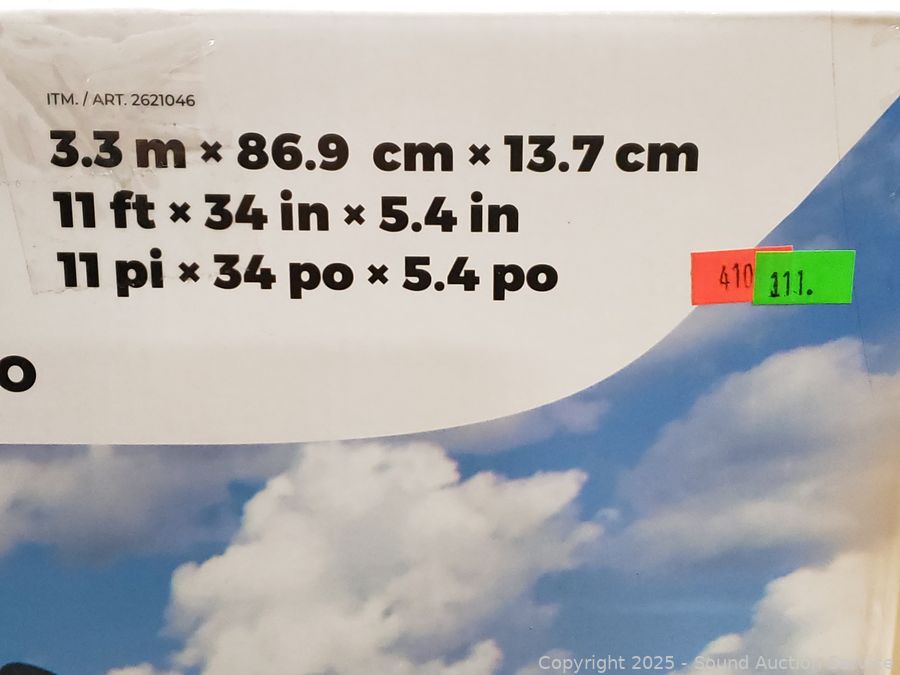 ITM. / ART. 2621046
3.3 m × 86.9 cm × 13.7 cm
11 ft × 34 in × 5.4 in
11 pi × 34 po × 5.4 po
410
111.
o
Copyright 2025 - Sound Auction Service